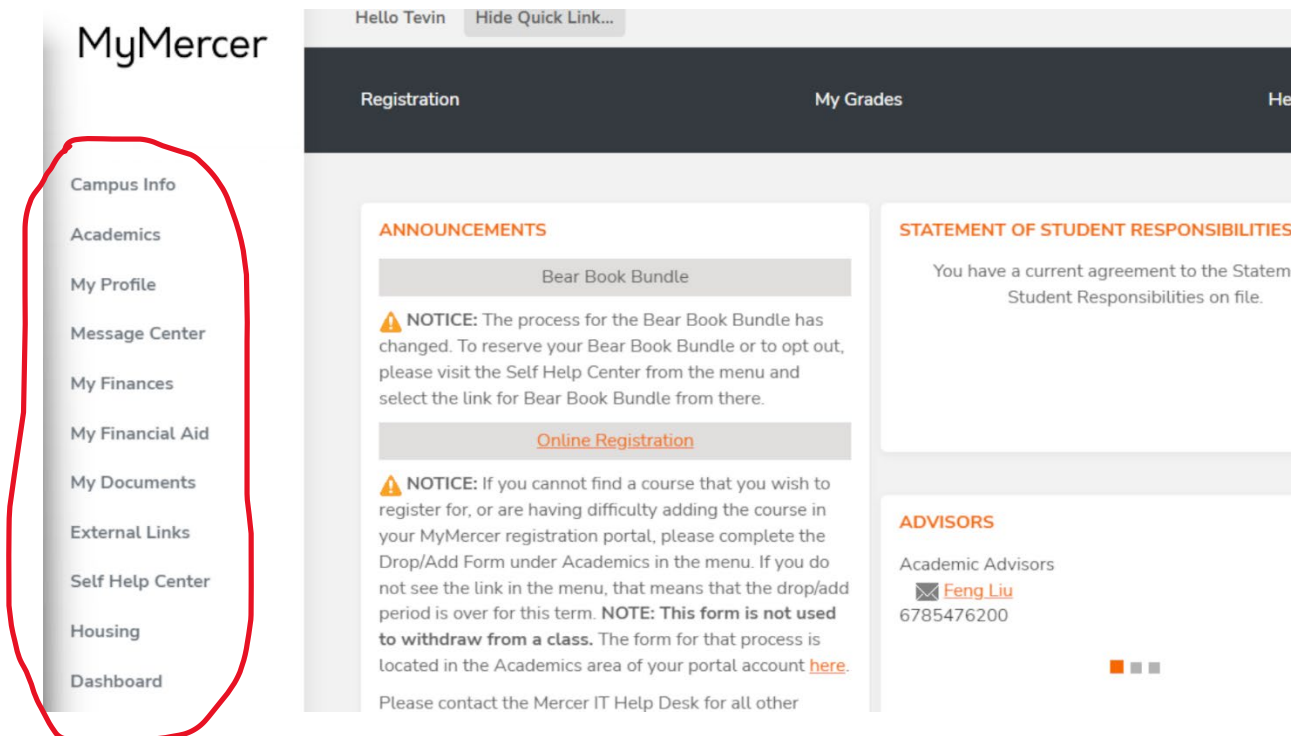 MyMercer
Campus Info
Academics
My Profile
Message Center
My Finances
My Financial Aid
My Documents
External Links
Self Help Center
Housing
Dashboard
Hello Tevin
Hide Quick Link...
Registration
My Grades
He
ANNOUNCEMENTS
Bear Book Bundle
NOTICE: The process for the Bear Book Bundle has
changed. To reserve your Bear Book Bundle or to opt out,
please visit the Self Help Center from the menu and
select the link for Bear Book Bundle from there.
Online Registration
NOTICE: If you cannot find a course that you wish to
register for, or are having difficulty adding the course in
your MyMercer registration portal, please complete the
Drop/Add Form under Academics in the menu. If you do
not see the link in the menu, that means that the drop/add
period is over for this term. NOTE: This form is not used
to withdraw from a class. The form for that process is
located in the Academics area of your portal account here.
Please contact the Mercer IT Help Desk for all other
STATEMENT OF STUDENT RESPONSIBILITIES
You have a current agreement to the Statem
Student Responsibilities on file.
ADVISORS
Academic Advisors
Feng Liu
6785476200